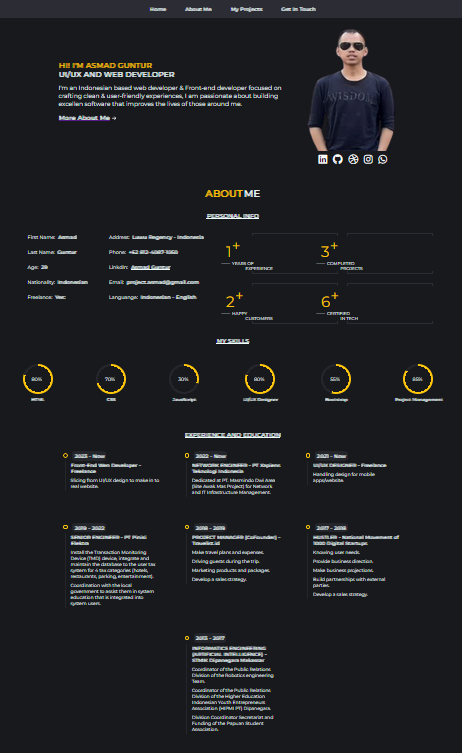 Home About Me My Projects Get In Touch
HI! I'M ASMAD GUNTUR
UI/UX AND WEB DEVELOPER
I'm an Indonesian based web developer & Front-end developer focused on
crafting clean & user-friendly experiences, I am passionate about building
excellen software that improves the lives of those around me.
More About Me →
WISDOM
ABOUT ME
PERSONAL INFO
First Name: Asmad
Last Name: Guntur
Age: 29
Nationality: Indonesian
Freelance: Yes
Address: Luwu Regency - Indonesia
Phone:
Linkdin: Asmad Guntur
Email: project.asmad@gmail.com
Languange: Indonesian - English
1+
YEARS OF
EXPERIENCE
3+
COMPLETED
PROJECTS
2+
HAPPY
CUSTOMERS
6+
CERTIFIED
IN TECH
MY SKILLS
80% 70% 30% 80% 55% 85%
HTML CSS JavaScript UI/UX Designer Bootstrap Project Management
EXPERIENCE AND EDUCATION
2023 - Now
Front-End Wen Developer -
Freelance
Slicing from UI/UX design to make in to
real website.
2022 - Now
NETWORK ENGINEER - PT Xapiens
Teknologi Indonesia
Dedicated at PT. Masmindo Dwi Area
(Site Awak Mas Project) for Network
and IT Infrastructure Management.
2021 - Now
UI/UX DESIGNER - Freelance
Handling design for mobile
apps/website.
2019 - 2022
SENIOR ENGINEER - PT
Install the Transaction Monitoring
Device (TMD) device, integrate and
maintain the database to the user tax
system for 4 tax categories (hotels,
restaurants, parking, entertainment).
Coordination with the local
government to assist them in system
education that is integrated into
system users.
2018 - 2019
PROJECT MANAGER (CoFounder) -
Travelist.id
Make travel plans and expenses.
Driving guests during the trip.
Marketing products and packages.
Develop a sales strategy.
2017 - 2018
HUSTLER - National Movement of
1000 Digital Startups
Knowing user needs.
Provide business direction.
Make business projections.
Build partnerships with external
parties.
Develop a sales strategy.
2013 - 2017
INFORMATICS ENGINEERING
(ARTIFICIAL INTELLIGENCE) -
STMIK Dipanegara Makassar
Coordinator of the Public Relations
Division of the Robotics engineering
Team.
Coordinator of the Public Relations
Division of the Higher Education
Indonesian Youth Entrepreneurs
Association (HIPMI PT) Dipanegara.
Division Coordinator Secretariat and
Funding of the Papuan Student
Association.